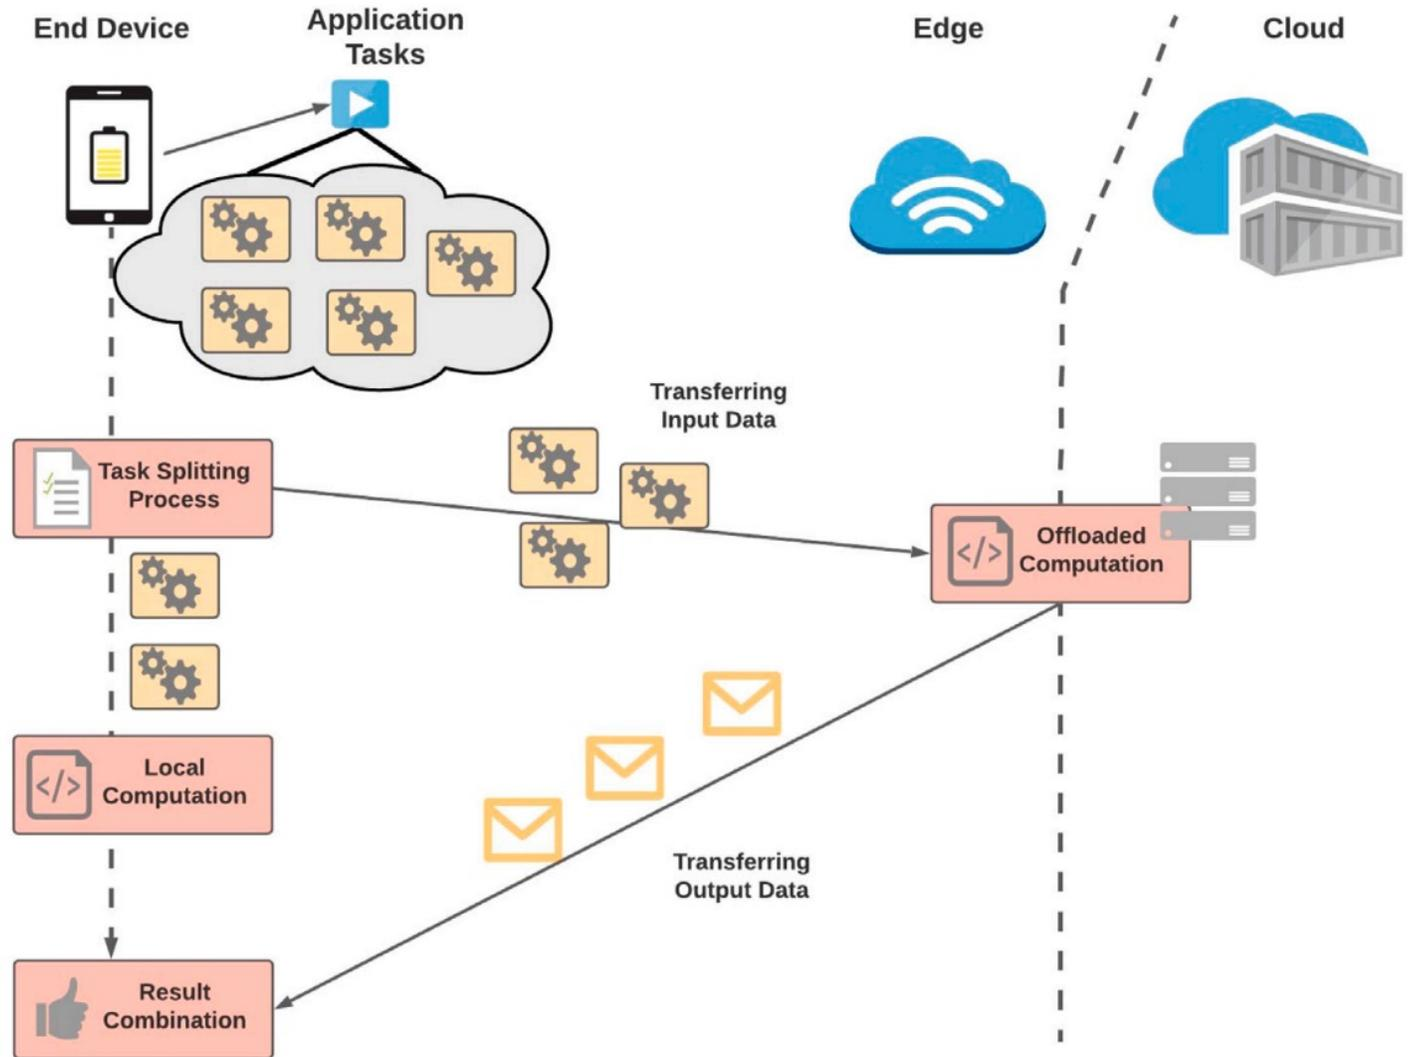 End Device
Application
Tasks
Edge
Cloud
Transferring
Input Data
Task Splitting
Process
</>
Offloaded
Computation
</>
Local
Computation
Transferring
Output Data
Result
Combination